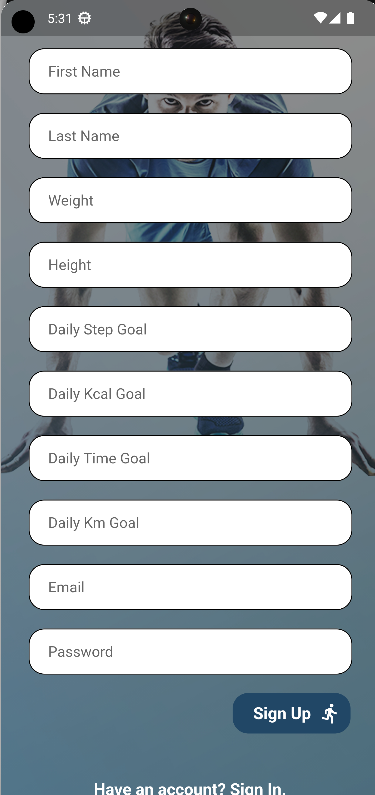 5:31
First Name
Last Name
Weight
Height
Daily Step Goal
Daily Kcal Goal
Daily Time Goal
Daily Km Goal
Email
Password
Sign Up
Have an account? Sign In.